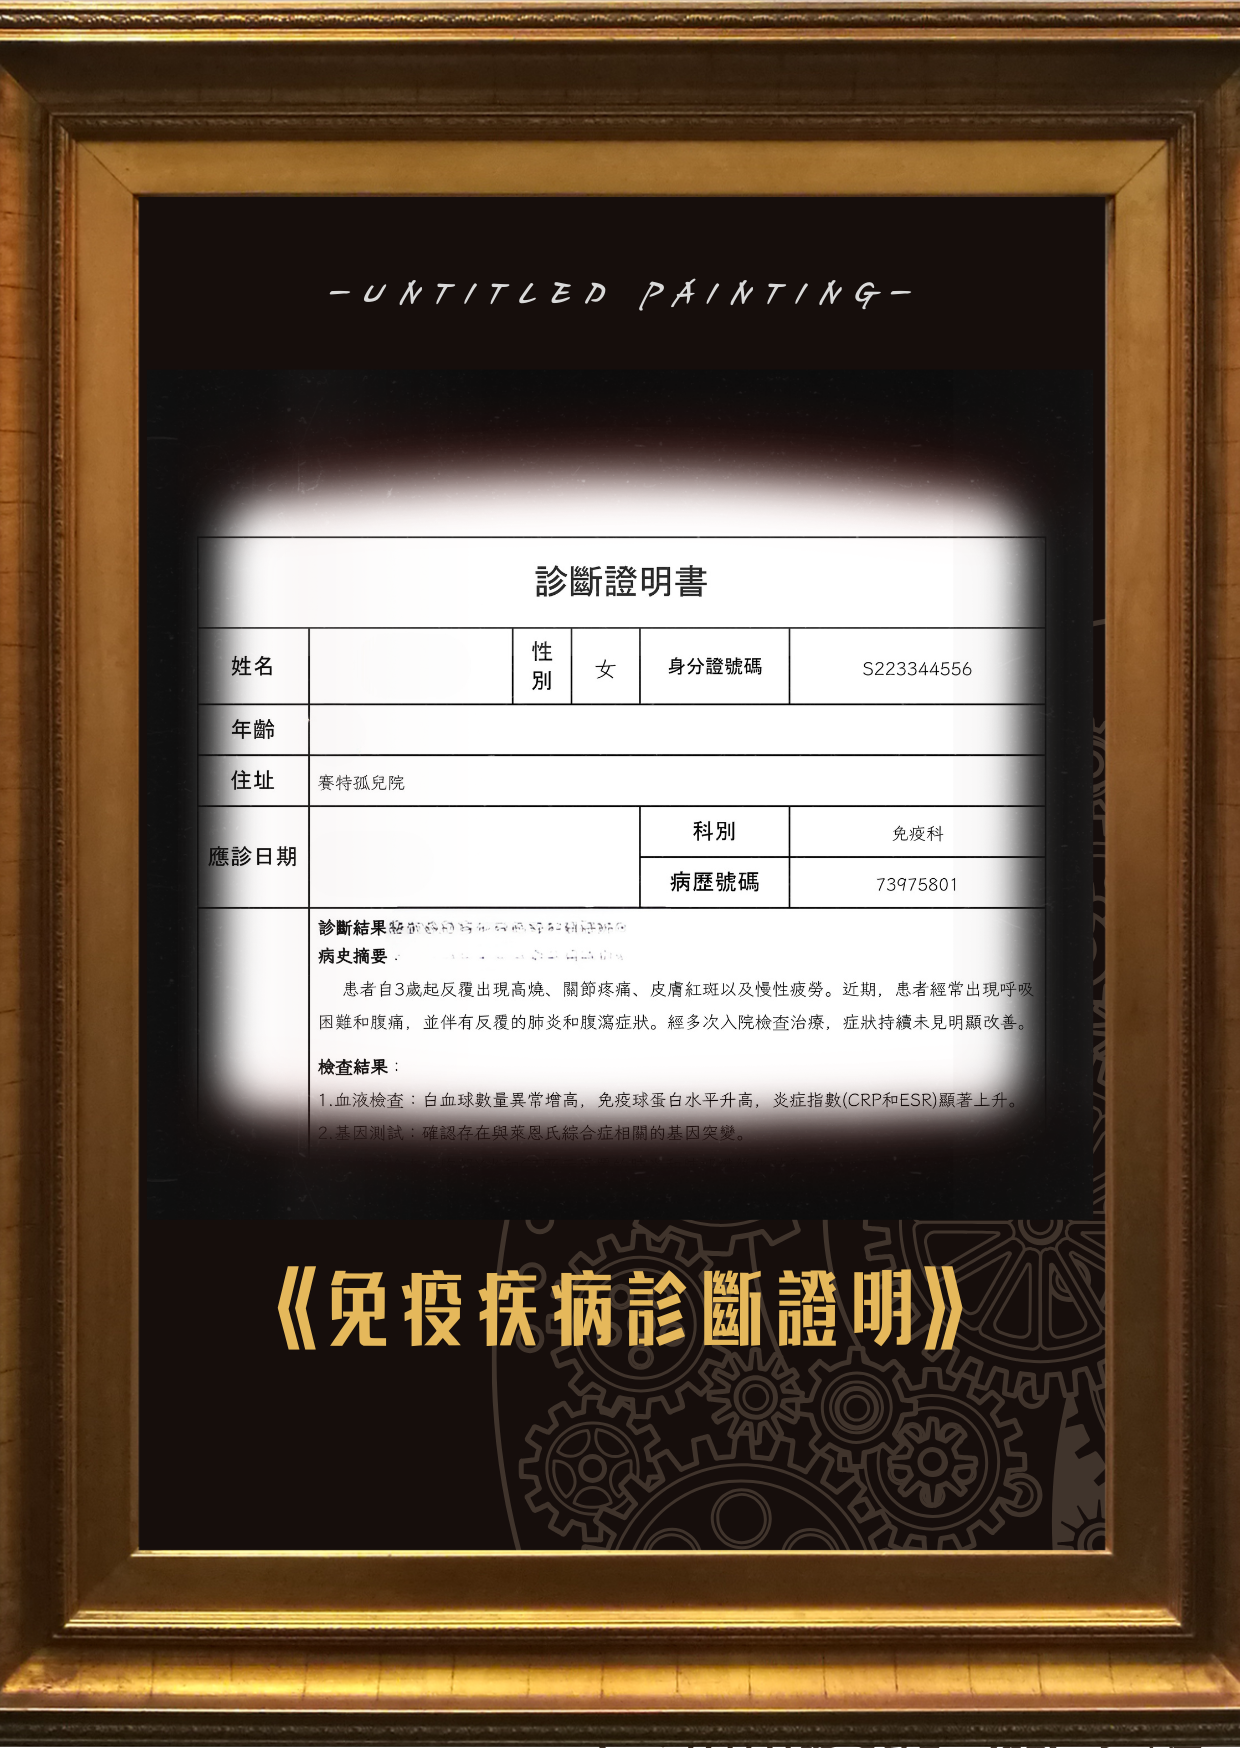 -UNTITLED PAINTING-
診斷證明書
姓名 性別 女 身分證號碼 S223344556
年齡
住址 賽特孤兒院
應診日期 科別 免疫科
病歷號碼 73975801
診斷結果
病史摘要：
患者自3歲起反覆出現高燒、關節疼痛、皮膚紅斑以及慢性疲勞。近期，患者經常出現呼吸
困難和腹痛，並伴有反覆的肺炎和腹瀉症狀。經多次入院檢查治療，症狀持續未見明顯改善。
檢查結果：
1.血液檢查：白血球數量異常增高，免疫球蛋白水平升高，炎症指數(CRP和ESR)顯著上升。
2.基因測試：確認存在與萊恩氏綜合症相關的基因突變。
《免疫疾病診斷證明》